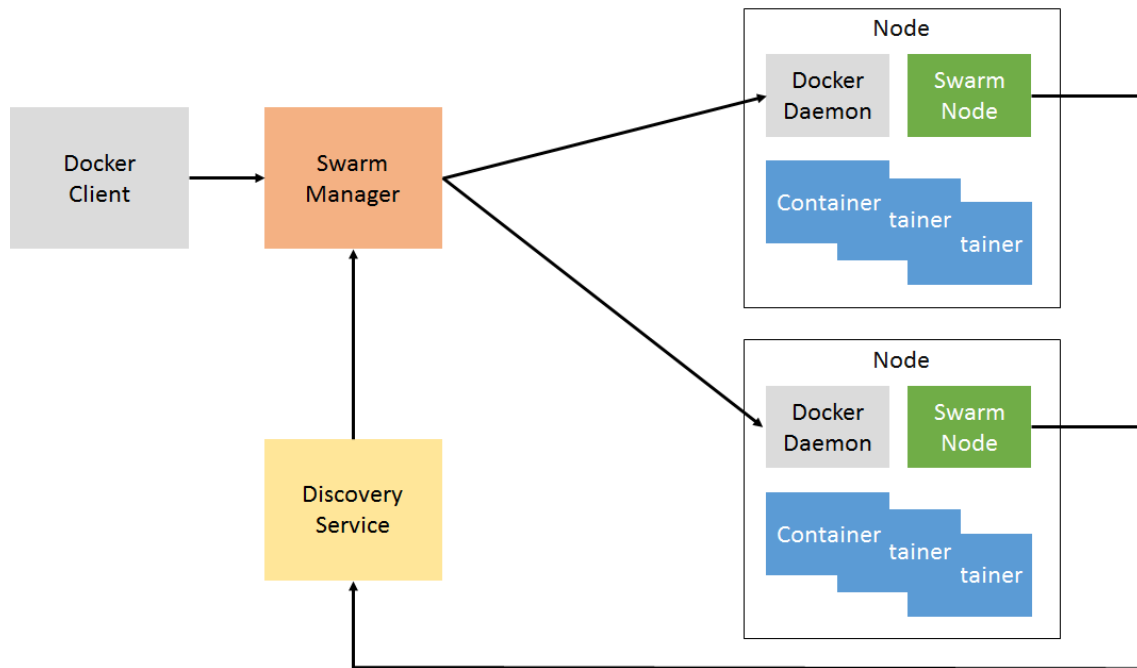 Docker
Client
Swarm
Manager
Discovery
Service
Node
Docker
Daemon
Swarm
Node
Container
tainer
tainer
Node
Docker
Daemon
Swarm
Node
Container
tainer
tainer